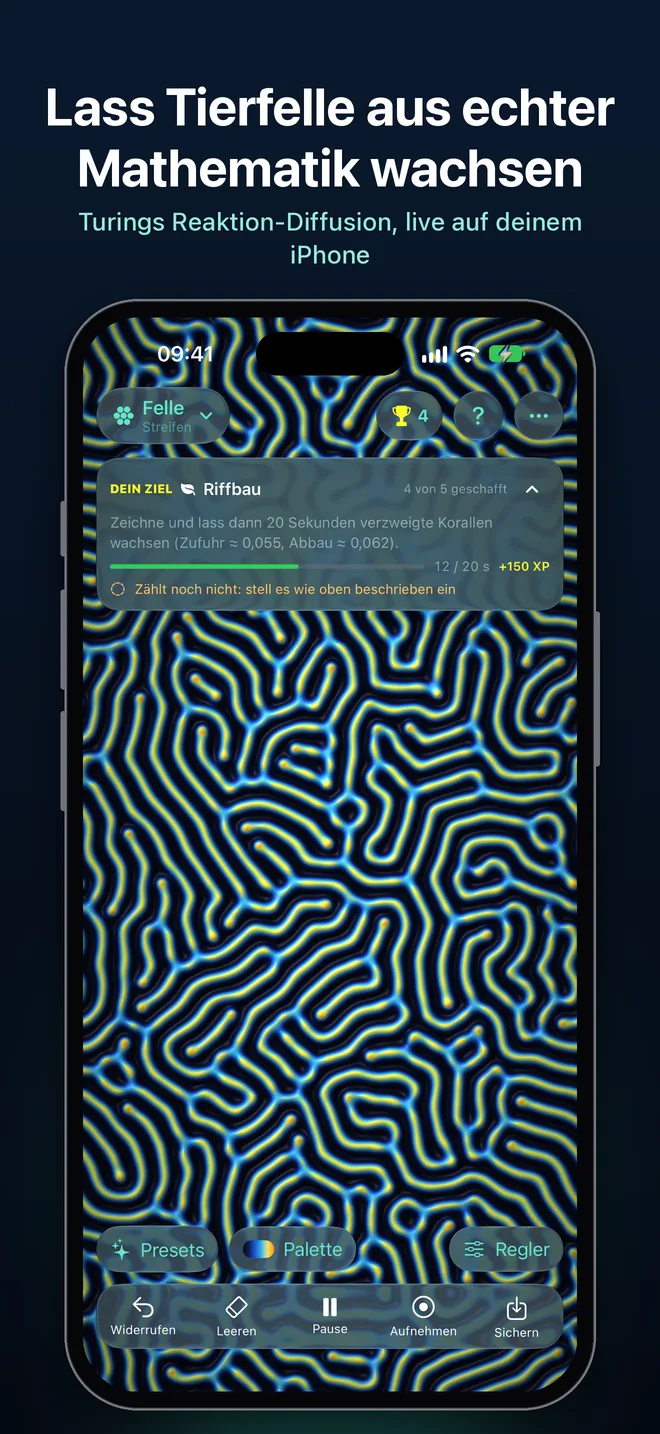 Lass Tierfelle aus echter
Mathematik wachsen
Turings Reaktion-Diffusion, live auf deinem
iPhone
09:41
Felle
Streifen
4
?
DEIN ZIEL Riffbau
4 von 5 geschafft
Zeichne und lass dann 20 Sekunden verzweigte Korallen
wachsen (Zufuhr ≈ 0,055, Abbau ≈ 0,062).
12 / 20 s +150 XP
Zählt noch nicht: stell es wie oben beschrieben ein
Presets
Palette
Regler
Widerrufen
Leeren
Pause
Aufnehmen
Sichern